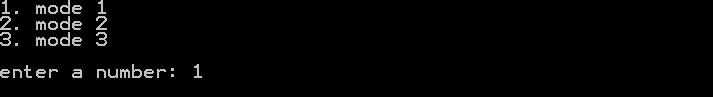 1. mode 1
2. mode 2
3. mode 3
enter a number: 1